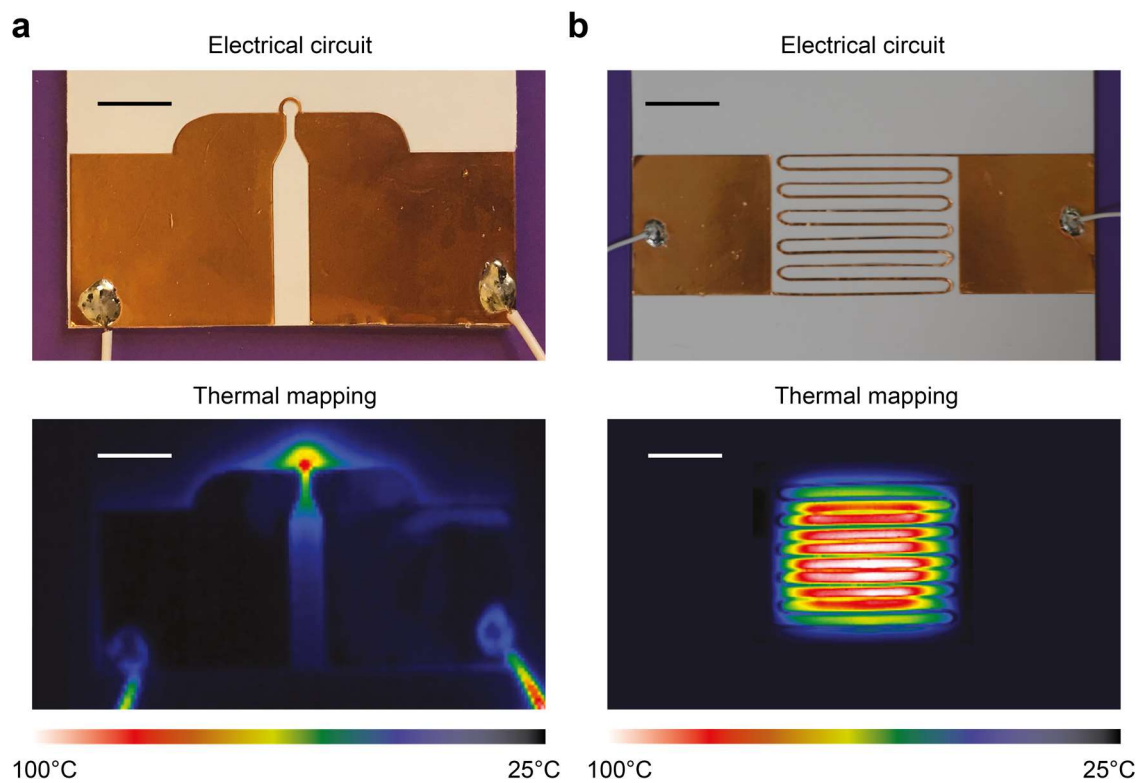 a
Electrical circuit
Thermal mapping
100°C 25°C
b
Electrical circuit
Thermal mapping
100°C 25°C